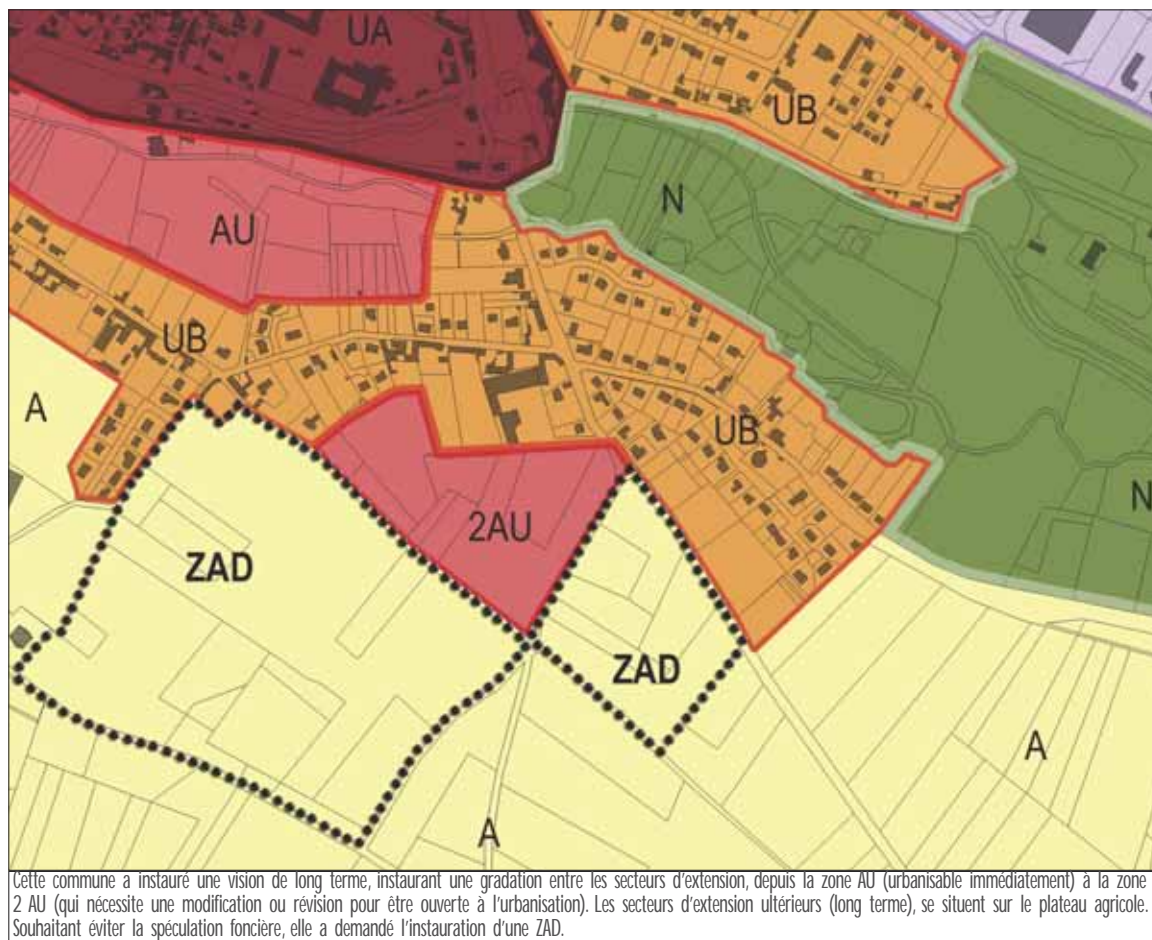 UA
UB
N
AU
UB
A
UB
N
2AU
ZAD
ZAD
A
A
Cette commune a instauré une vision de long terme, instaurant une gradation entre les secteurs d'extension, depuis la zone AU (urbanisable immédiatement) à la zone
2 AU (qui nécessite une modification ou révision pour être ouverte à l'urbanisation). Les secteurs d'extension ultérieurs (long terme), se situent sur le plateau agricole.
Souhaitant éviter la spéculation foncière, elle a demandé l'instauration d'une ZAD.